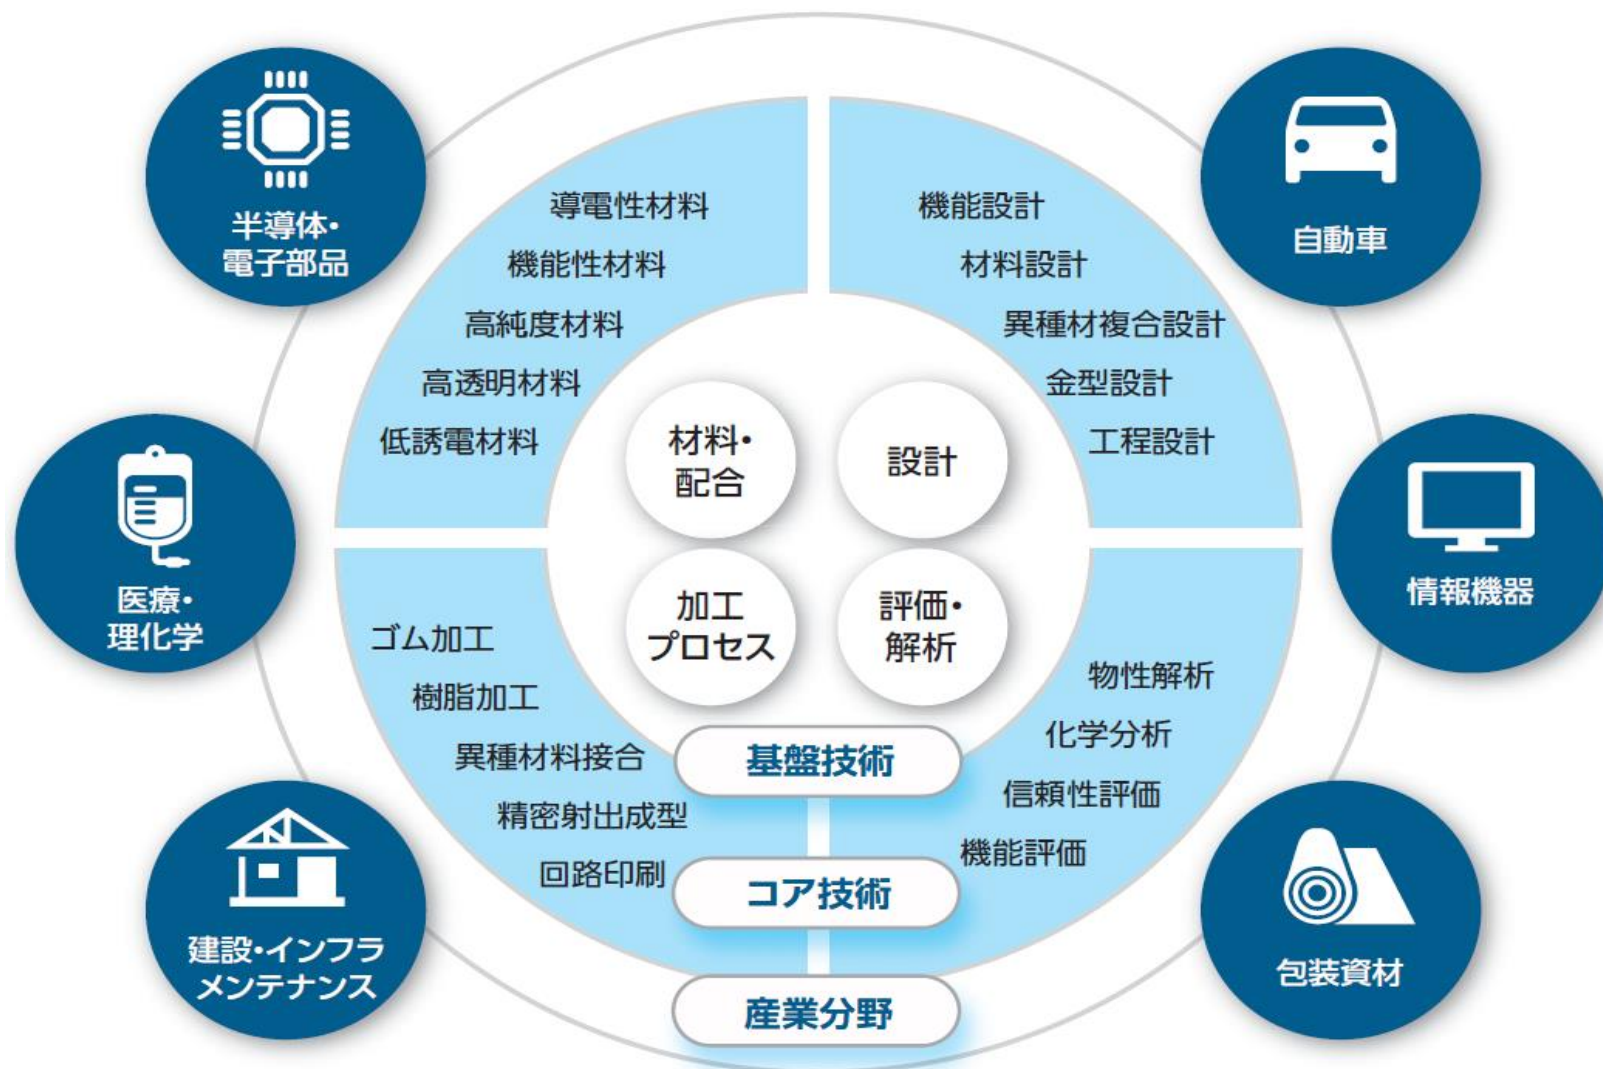 半導体・
電子部品
自動車
導電性材料
機能性材料
高純度材料
高透明材料
低誘電材料
機能設計
材料設計
異種材複合設計
金型設計
工程設計
材料・
配合
設計
加工
プロセス
評価・
解析
医療・
理化学
情報機器
ゴム加工
樹脂加工
異種材料接合
精密射出成型
回路印刷
物性解析
化学分析
信頼性評価
機能評価
基盤技術
コア技術
産業分野
建設・インフラ
メンテナンス
包装資材